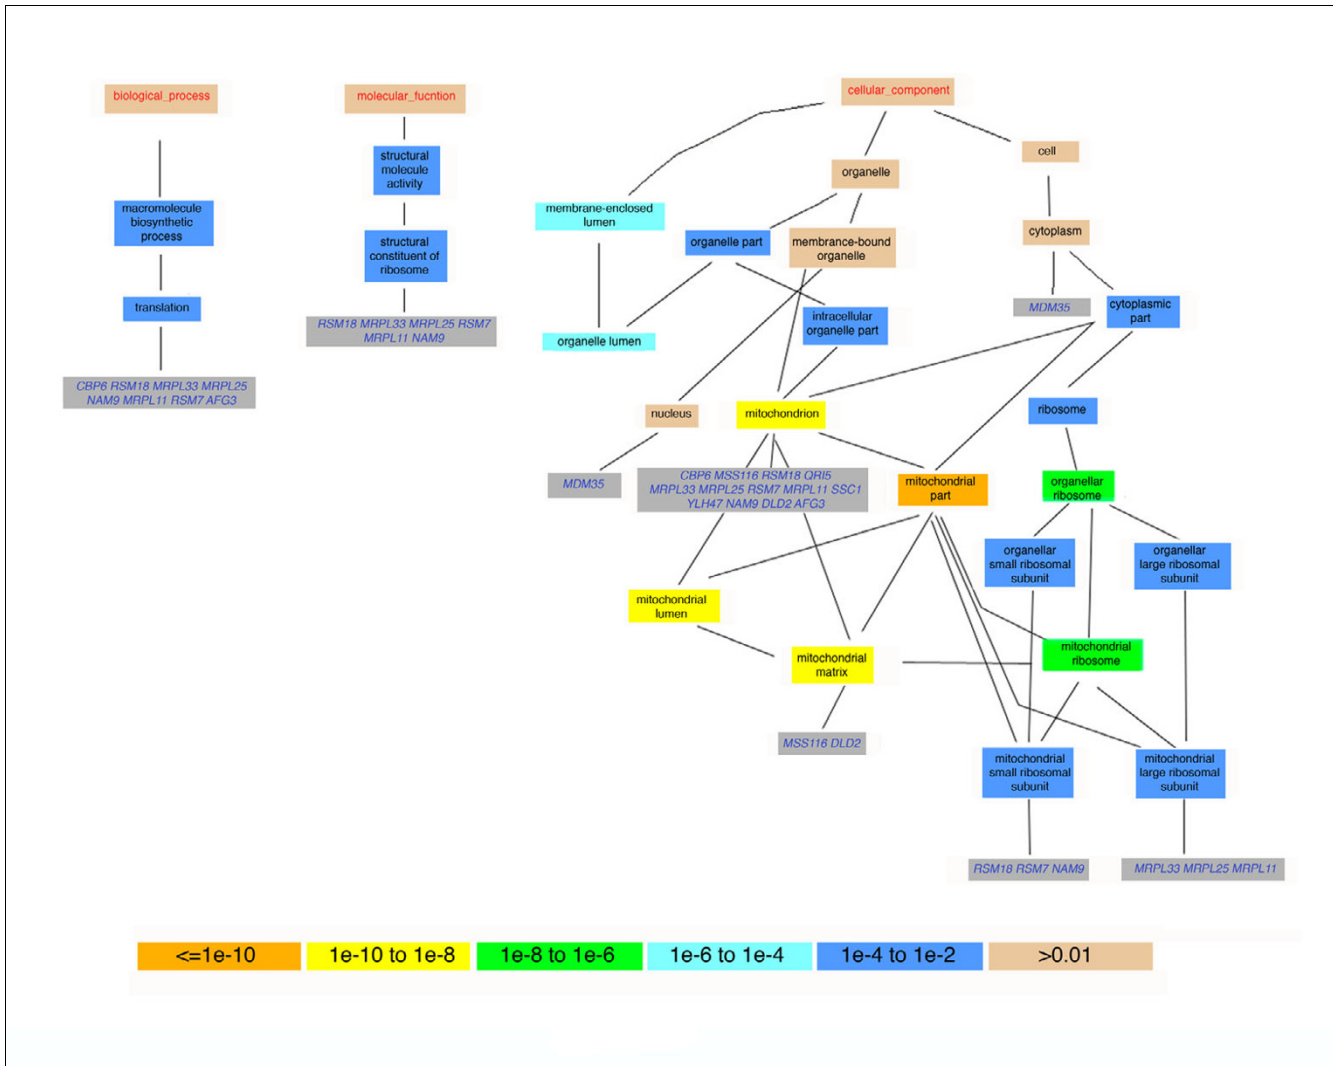 biological_process
molecular_fucntion
cellular_component
structural
molecule
activity
cell
organelle
macromolecule
biosynthetic
process
membrane-enclosed
lumen
structural
constituent of
ribosome
organelle part
membrance-bound
organelle
cytoplasm
translation
RSM18 MRPL33 MRPL25 RSM7
MRPL11 NAM9
organelle lumen
intracellular
organelle part
MDM35
cytoplasmic
part
CBP6 RSM18 MRPL33 MRPL25
NAM9 MRPL11 RSM7 AFG3
nucleus
mitochondrion
ribosome
MDM35
CBP6 MSS116 RSM18 QRI5
MRPL33 MRPL25 RSM7 MRPL11 SSC1
YLH47 NAM9 DLD2 AFG3
mitochondrial
part
organellar
ribosome
organellar
small ribosomal
subunit
organellar
large ribosomal
subunit
mitochondrial
lumen
mitochondrial
matrix
mitochondrial
ribosome
MSS116 DLD2
mitochondrial
small ribosomal
subunit
mitochondrial
large ribosomal
subunit
RSM18 RSM7 NAM9
MRPL33 MRPL25 MRPL11
<=1e-10
1e-10 to 1e-8
1e-8 to 1e-6
1e-6 to 1e-4
1e-4 to 1e-2
>0.01